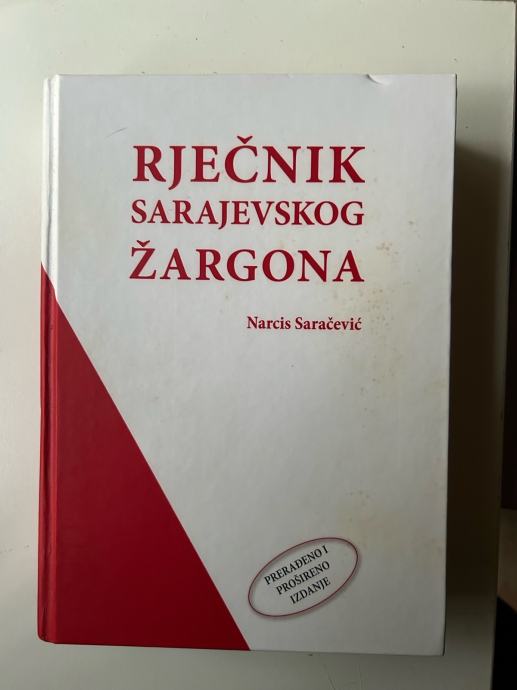 RJEČNIK
SARAJEVSKOG
ŽARGONA
Narcis Saračević
PRERAĐENO I
PROŠIRENO
IZDANJE